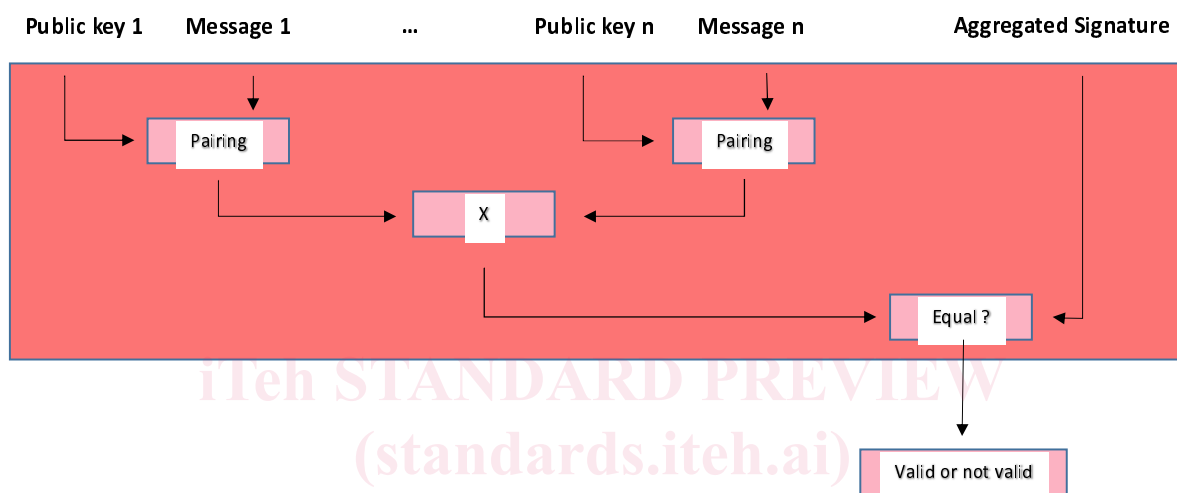 Public key 1 Message 1 ... Public key n Message n Aggregated Signature
Pairing Pairing
X
Equal ?
iTeh STANDARD PREVIEW
(standards.iteh.ai)
Valid or not valid